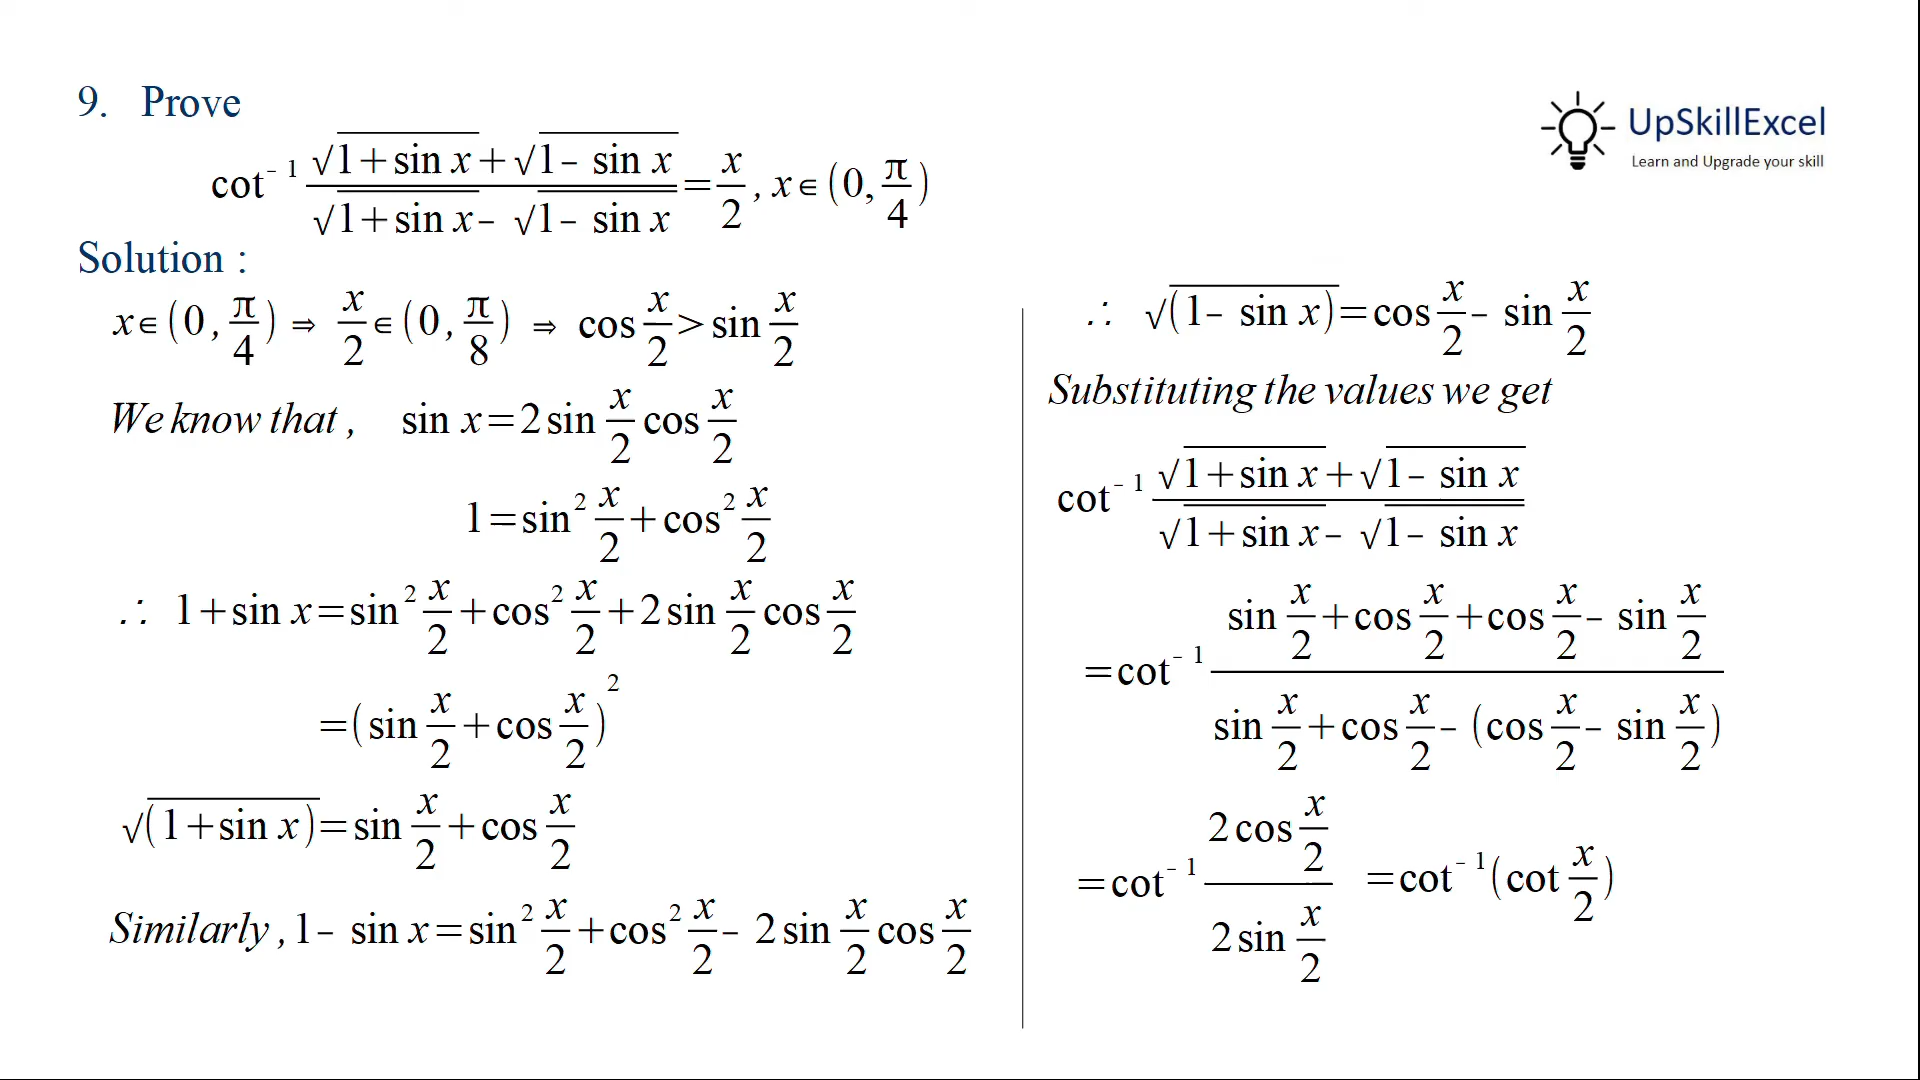 9. Prove
cot⁻¹ (√(1+sin x)+√(1– sin x))/(√(1+sin x)– √(1– sin x)) = x/2 , x∈(0, π/4)
Solution :
x∈(0, π/4) ⇒ x/2 ∈(0, π/8) ⇒ cos x/2 > sin x/2
We know that , sin x=2 sin x/2 cos x/2
1=sin² x/2 + cos² x/2
∴ 1+sin x=sin² x/2 + cos² x/2 + 2 sin x/2 cos x/2
=(sin x/2 + cos x/2)²
√(1+sin x)=sin x/2 + cos x/2
Similarly , 1– sin x=sin² x/2 + cos² x/2 – 2 sin x/2 cos x/2
UpSkillExcel
Learn and Upgrade your skill
∴ √(1– sin x)=cos x/2 – sin x/2
Substituting the values we get
cot⁻¹ (√(1+sin x)+√(1– sin x))/(√(1+sin x)– √(1– sin x))
=cot⁻¹ (sin x/2 + cos x/2 + cos x/2 – sin x/2)/(sin x/2 + cos x/2 – (cos x/2 – sin x/2))
=cot⁻¹ (2 cos x/2)/(2 sin x/2) =cot⁻¹(cot x/2)